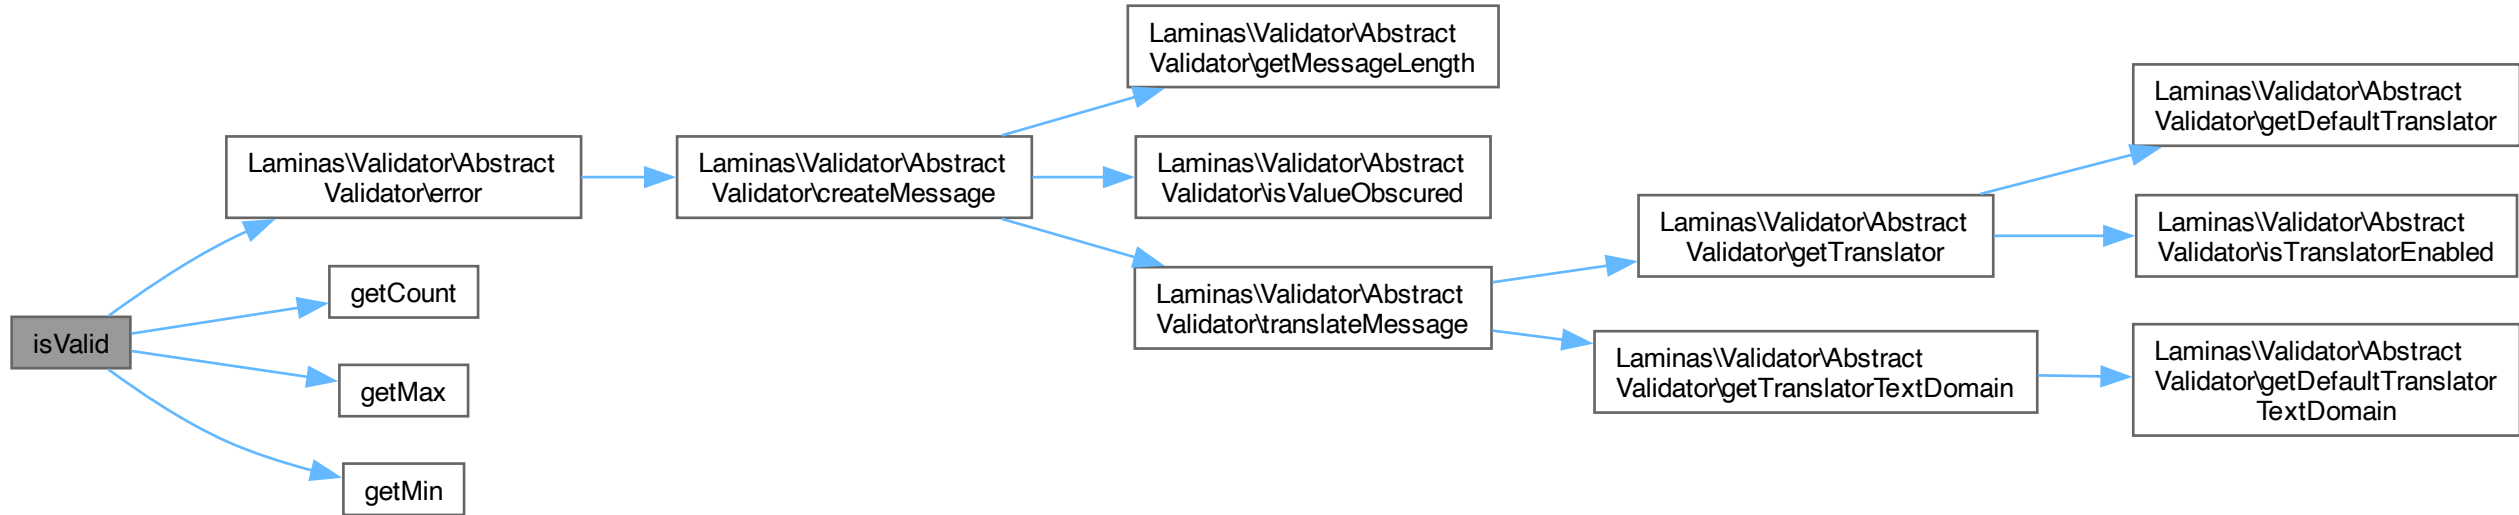 isValid
Laminas\Validator\Abstract
Validator\error
getCount
getMax
getMin
Laminas\Validator\Abstract
Validator\createMessage
Laminas\Validator\Abstract
Validator\getMessageLength
Laminas\Validator\Abstract
Validator\isValueObscured
Laminas\Validator\Abstract
Validator\translateMessage
Laminas\Validator\Abstract
Validator\getTranslator
Laminas\Validator\Abstract
Validator\getTranslatorTextDomain
Laminas\Validator\Abstract
Validator\getDefaultTranslator
Laminas\Validator\Abstract
Validator\isTranslatorEnabled
Laminas\Validator\Abstract
Validator\getDefaultTranslator
TextDomain